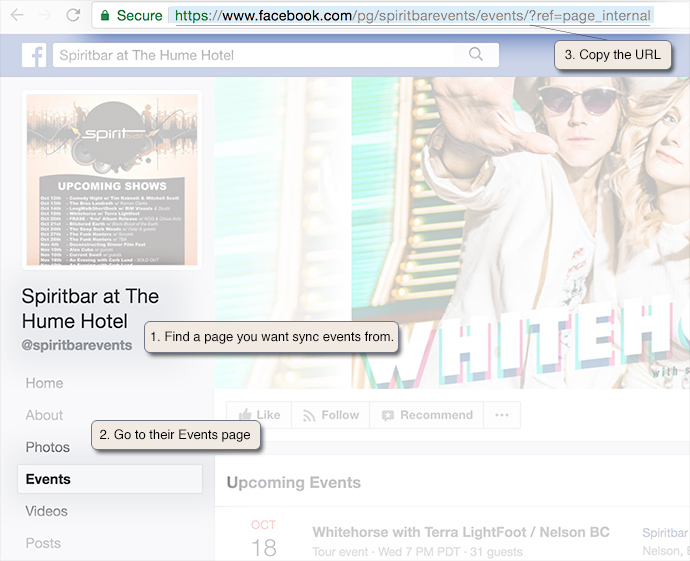 Secure https://www.facebook.com/pg/spiritbarevents/events/?ref=page_internal
3. Copy the URL
f Spiritbar at The Hume Hotel
spirit
UPCOMING SHOWS
Spiritbar at The
Hume Hotel
@spiritbarevents
1. Find a page you want sync events from.
Home
About
2. Go to their Events page
Photos
Events
Videos
Posts
WHITEHO
with s
Like Follow Recommend ...
Upcoming Events
OCT
18
Whitehorse with Terra LightFoot / Nelson BC
Tour event · Wed 7 PM PDT · 31 guests
Spiritbar
Nelson, B